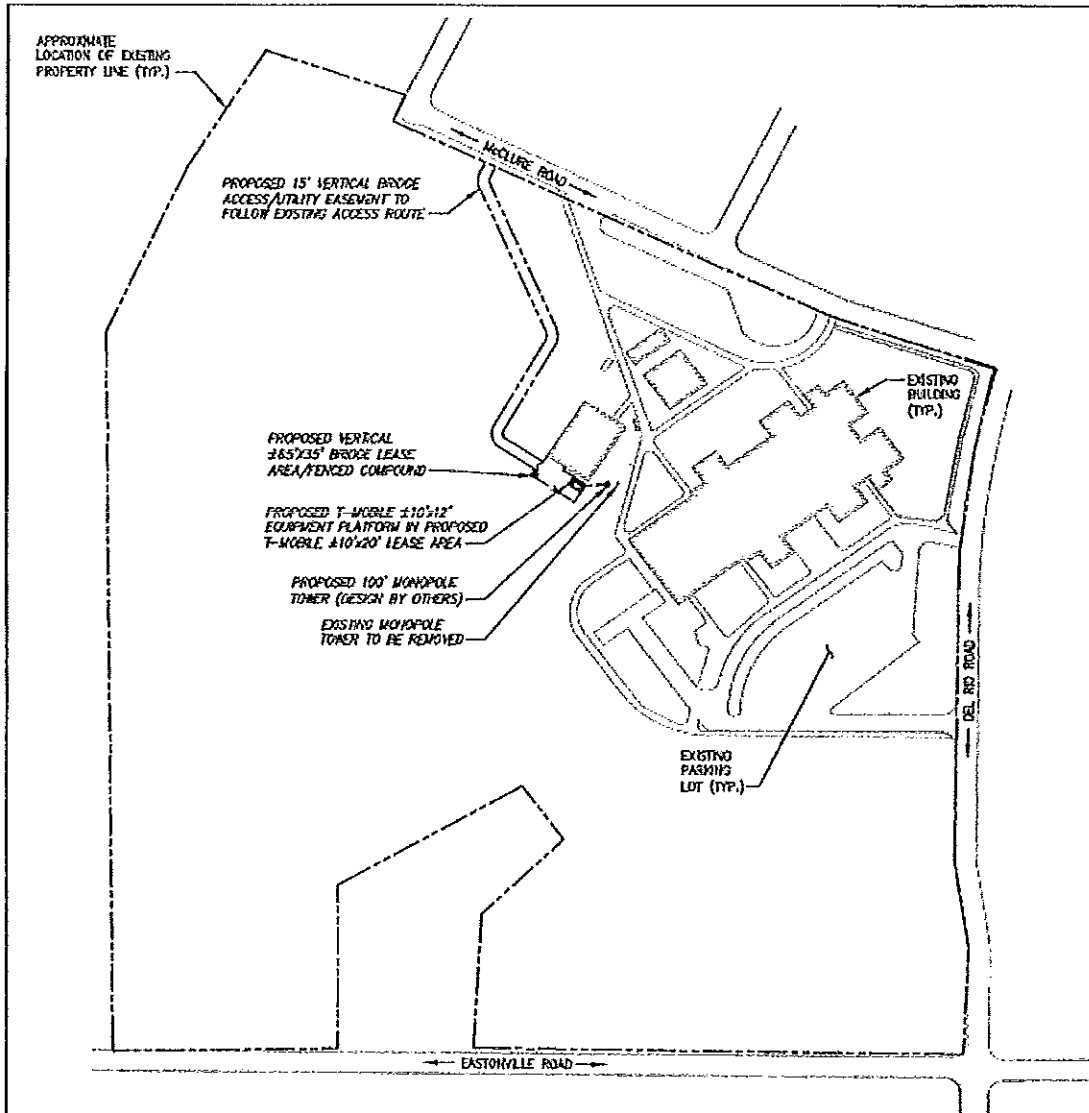 APPROXIMATE
LOCATION OF EXISTING
PROPERTY LINE (TYP.)
McCLURE ROAD
PROPOSED 15' VERTICAL BRIDGE
ACCESS/UTILITY EASEMENT TO
FOLLOW EXISTING ACCESS ROUTE
EXISTING
BUILDING
(TYP.)
PROPOSED VERTICAL
±65'X35' BRIDGE LEASE
AREA/FENCED COMPOUND
PROPOSED T-MOBILE ±10'x12'
EQUIPMENT PLATFORM IN PROPOSED
T-MOBILE ±10'x20' LEASE AREA
PROPOSED 100' MONOPOLE
TOWER (DESIGN BY OTHERS)
EXISTING MONOPOLE
TOWER TO BE REMOVED
DEL RIO ROAD
EXISTING
PARKING
LOT (TYP.)
EASTONVILLE ROAD